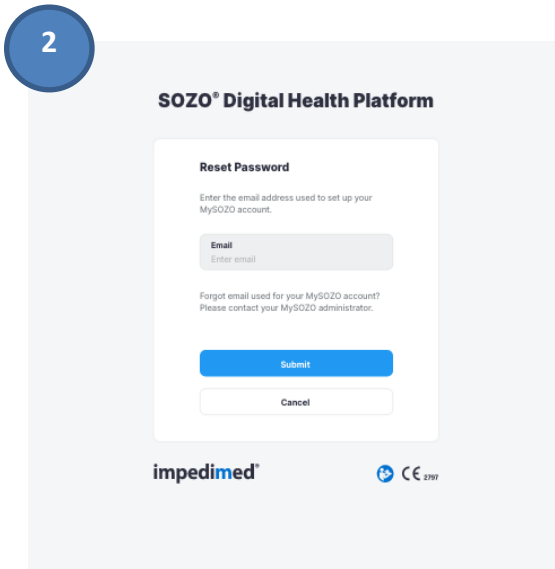 2
SOZO® Digital Health Platform
Reset Password
Enter the email address used to set up your
MySOZO account.
Email
Enter email
Forgot email used for your MySOZO account?
Please contact your MySOZO administrator.
Submit
Cancel
impedimed® CE 2797